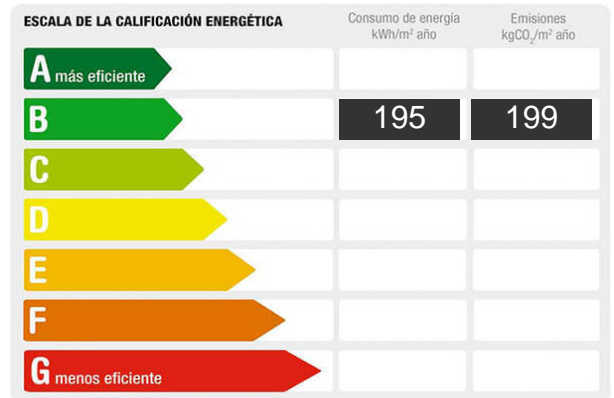 ESCALA DE LA CALIFICACIÓN ENERGÉTICA
Consumo de energía
kWh/m² año
Emisiones
kgCO₂/m² año
A más eficiente
B
195
199
C
D
E
F
G menos eficiente